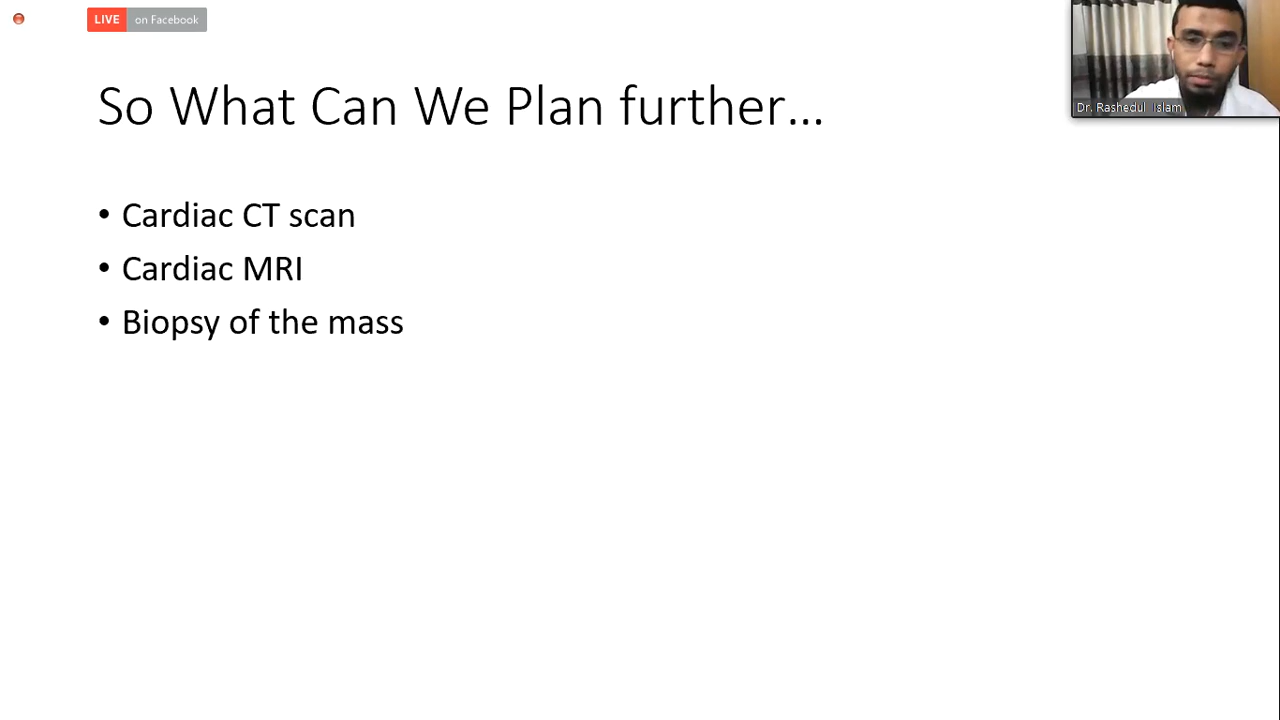 LIVE on Facebook
So What Can We Plan further...
• Cardiac CT scan
• Cardiac MRI
• Biopsy of the mass
Dr. Rashedul Islam